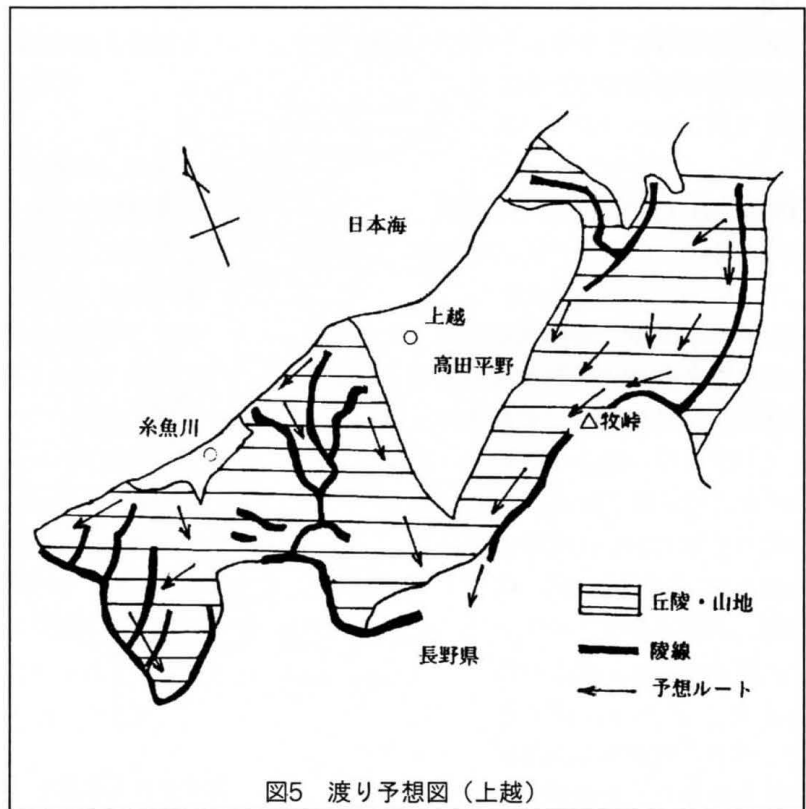 日本海
上越
高田平野
糸魚川
△牧峠
丘陵・山地
長野県
陵線
予想ルート
図5 渡り予想図（上越）